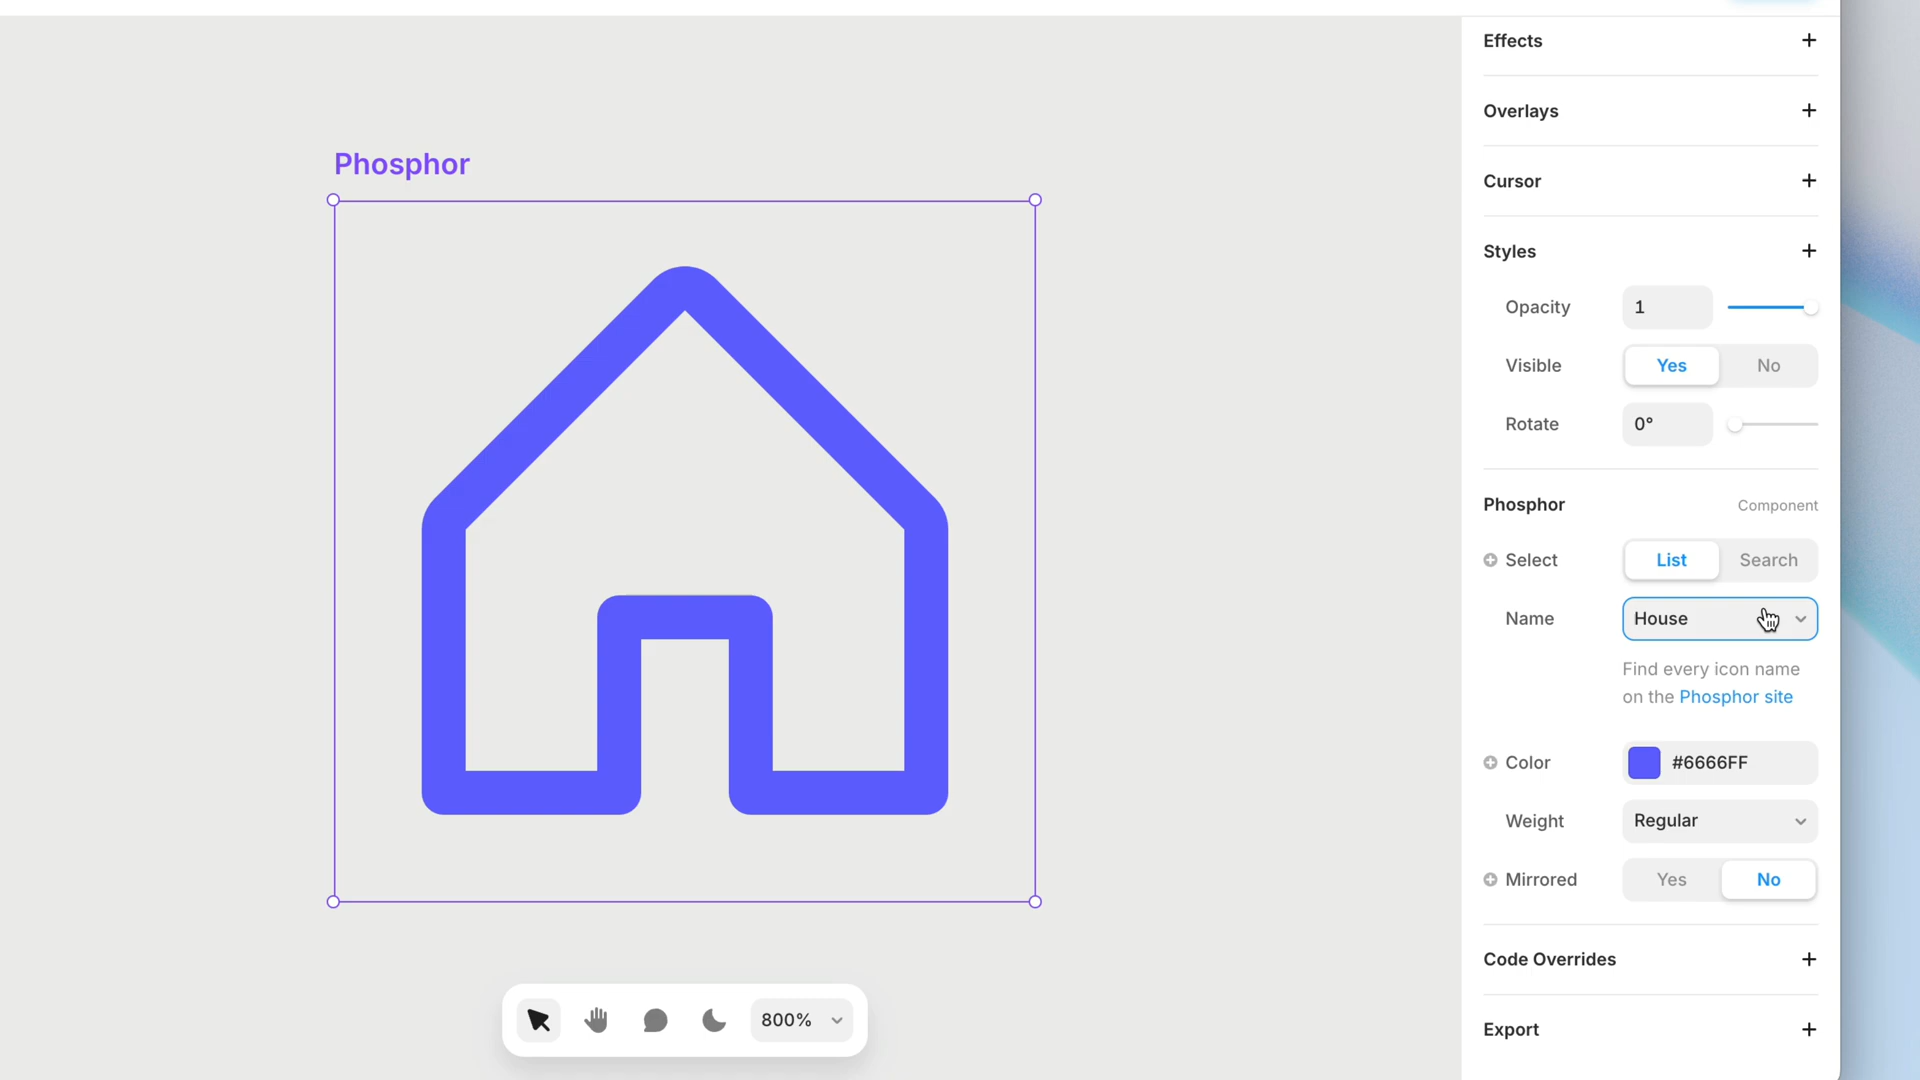 Phosphor
Effects
Overlays
Cursor
Styles
Opacity 1
Visible Yes No
Rotate 0°
Phosphor Component
Select List Search
Name House
Find every icon name
on the Phosphor site
Color #6666FF
Weight Regular
Mirrored Yes No
Code Overrides
Export
800%